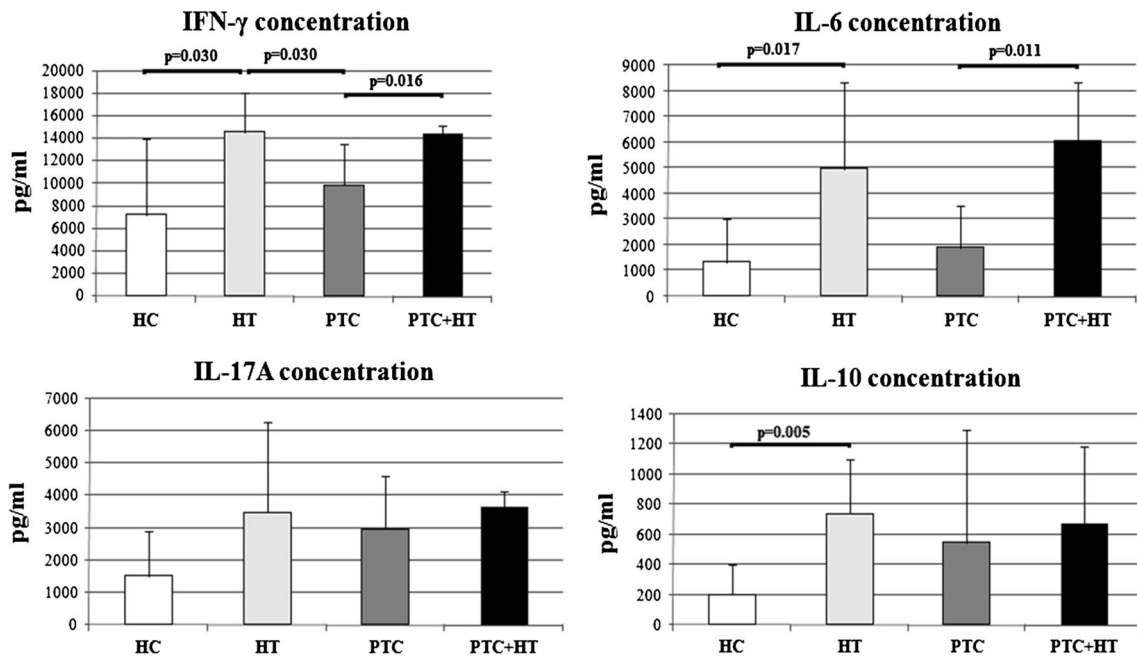 IFN-γ concentration
p=0.030
p=0.030
p=0.016
20000
18000
16000
14000
12000
10000
8000
6000
4000
2000
0
pg/ml
HC
HT
PTC
PTC+HT
IL-6 concentration
p=0.017
p=0.011
9000
8000
7000
6000
5000
4000
3000
2000
1000
0
pg/ml
HC
HT
PTC
PTC+HT
IL-17A concentration
7000
6000
5000
4000
3000
2000
1000
0
pg/ml
HC
HT
PTC
PTC+HT
IL-10 concentration
p=0.005
1400
1200
1000
800
600
400
200
0
pg/ml
HC
HT
PTC
PTC+HT